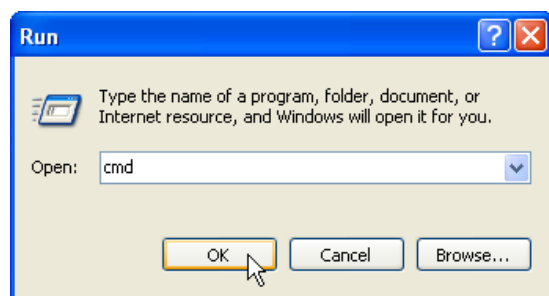 Run
Type the name of a program, folder, document, or
Internet resource, and Windows will open it for you.
Open: cmd
OK Cancel Browse...